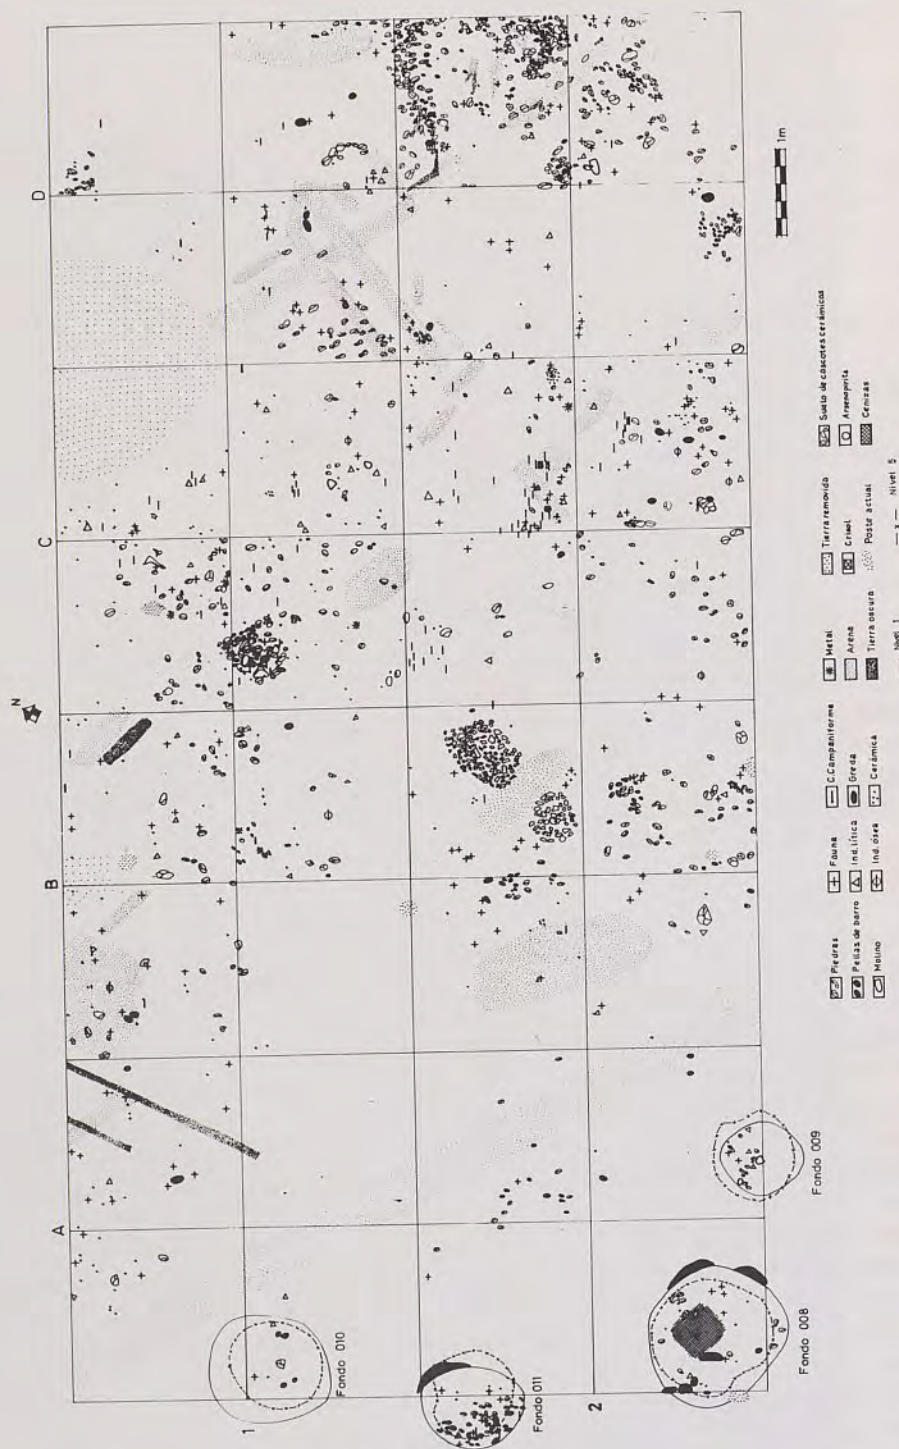 N
A
B
C
D
1
2
Fondo 010
Fondo 011
Fondo 008
Fondo 009
1m
Piedras
Pellas de barro
Molino
Fauna
Ind. lítica
Ind. ósea
C.Campaniforme
Greda
Cerámica
Metal
Arena
Tierra oscura
Tierra removida
Crisol
Poste actual
Suelo de cascotes cerámicos
Arsenopirita
Cenizas
Nivel 1
Nivel 5